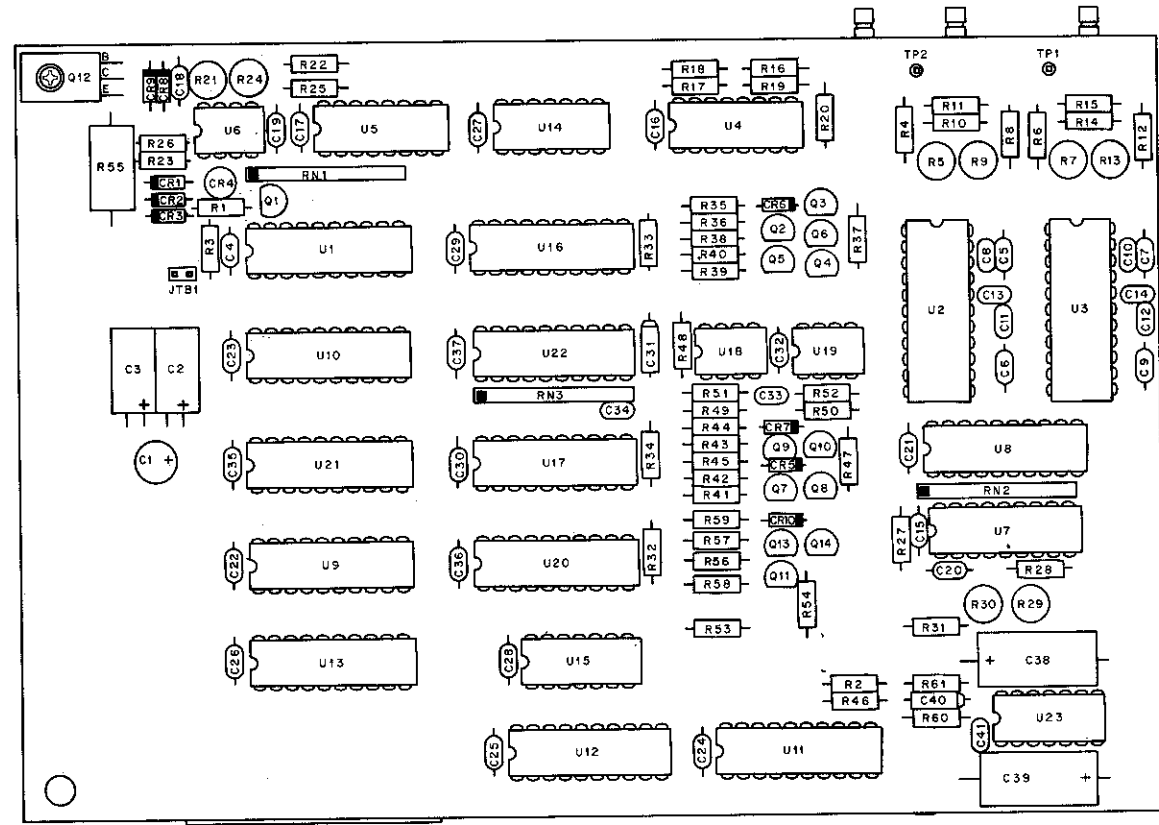 TP2 TP1
B
C
E
Q12 CR9 CR8 C18 R21 R24 R22
R25
R18 R16
R17 R19
R20
R11 R15
R10 R14
R4 R8 R6 R12
R5 R9 R7 R13
U6 C19 C17 U5 C27 U14 C16 U4
R55 R26
R23
CR1 CR4 RN1
CR2
CR3 R1 Q1
R3 C4 U1 C29 U16 R33
JTB1
R35 CR6 Q3
R36 Q2 Q6 R37
R38
R40 Q5 Q4
R39
U2 C8 C5 U3 C10 C7
C13 C14
C11 C12
C6 C9
C3 C2
+ +
C23 U10 C37 U22 C31 R48 U18 C32 U19
RN3
C34
R51 C33 R52
R49 R50
R44 CR7
R43 Q9 Q10 R47
R45 CR5
R42 Q7 Q8
R41
C1 +
C35 U21 C30 U17 R34
C21 U8
RN2
R27 C15 U7
C20 R28
R59 CR10
R57 Q13 Q14
R56 Q11
R58 R54
R53
C22 U9 C36 U20 R32
R30 R29
R31
C26 U13 C28 U15
+ C38
R2 R61
R46 C40
R60 U23
C41
C25 U12 C24 U11
C39 +